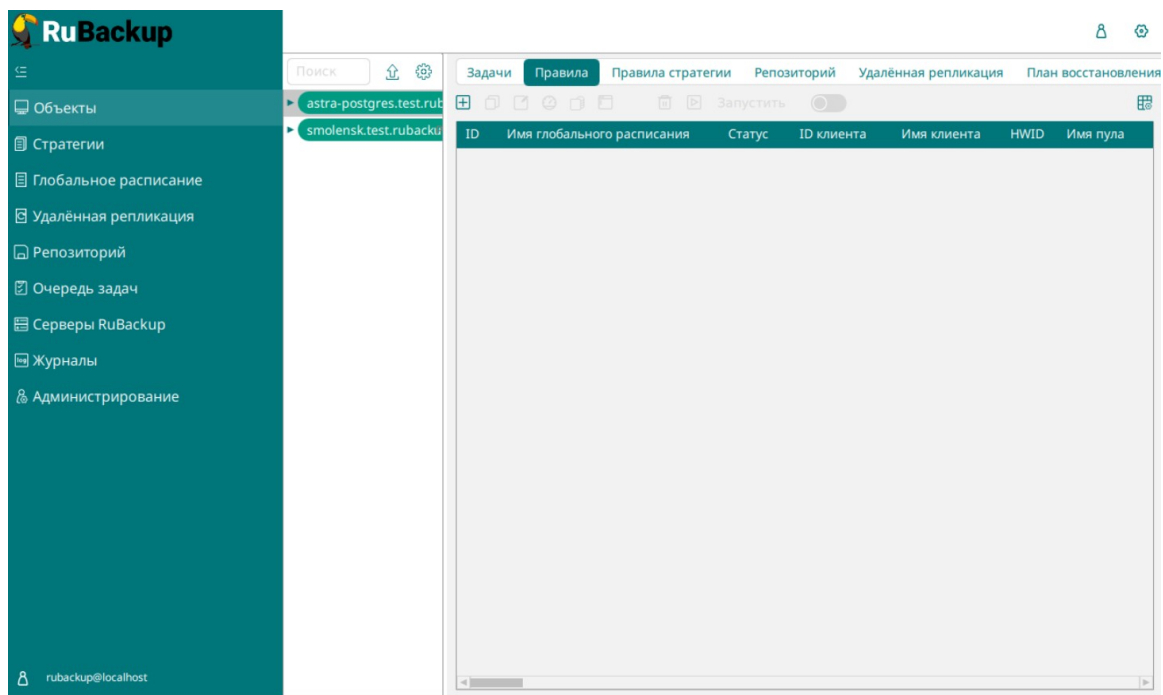 RuBackup
Объекты
Стратегии
Глобальное расписание
Удалённая репликация
Репозиторий
Очередь задач
Серверы RuBackup
log Журналы
Администрирование
rubackup@localhost
Поиск
astra-postgres.test.rub
smolensk.test.rubacku
Задачи Правила Правила стратегии Репозиторий Удалённая репликация План восстановления
Запустить
ID Имя глобального расписания Статус ID клиента Имя клиента HWID Имя пула